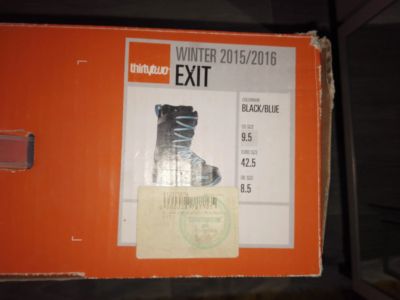 thirtytwo
WINTER 2015/2016
EXIT
COLORWAY
BLACK/BLUE
US SIZE
9.5
EURO SIZE
42.5
UK SIZE
8.5